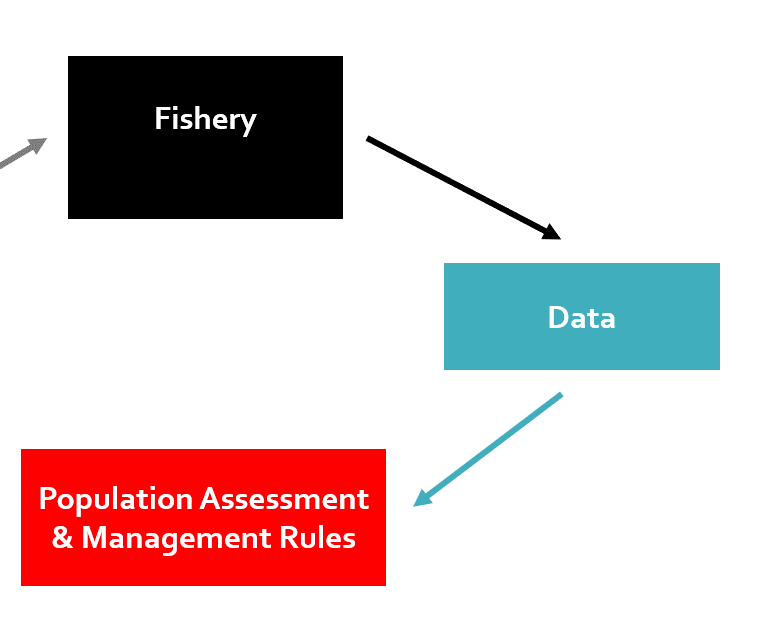 Fishery
Data
Population Assessment
& Management Rules